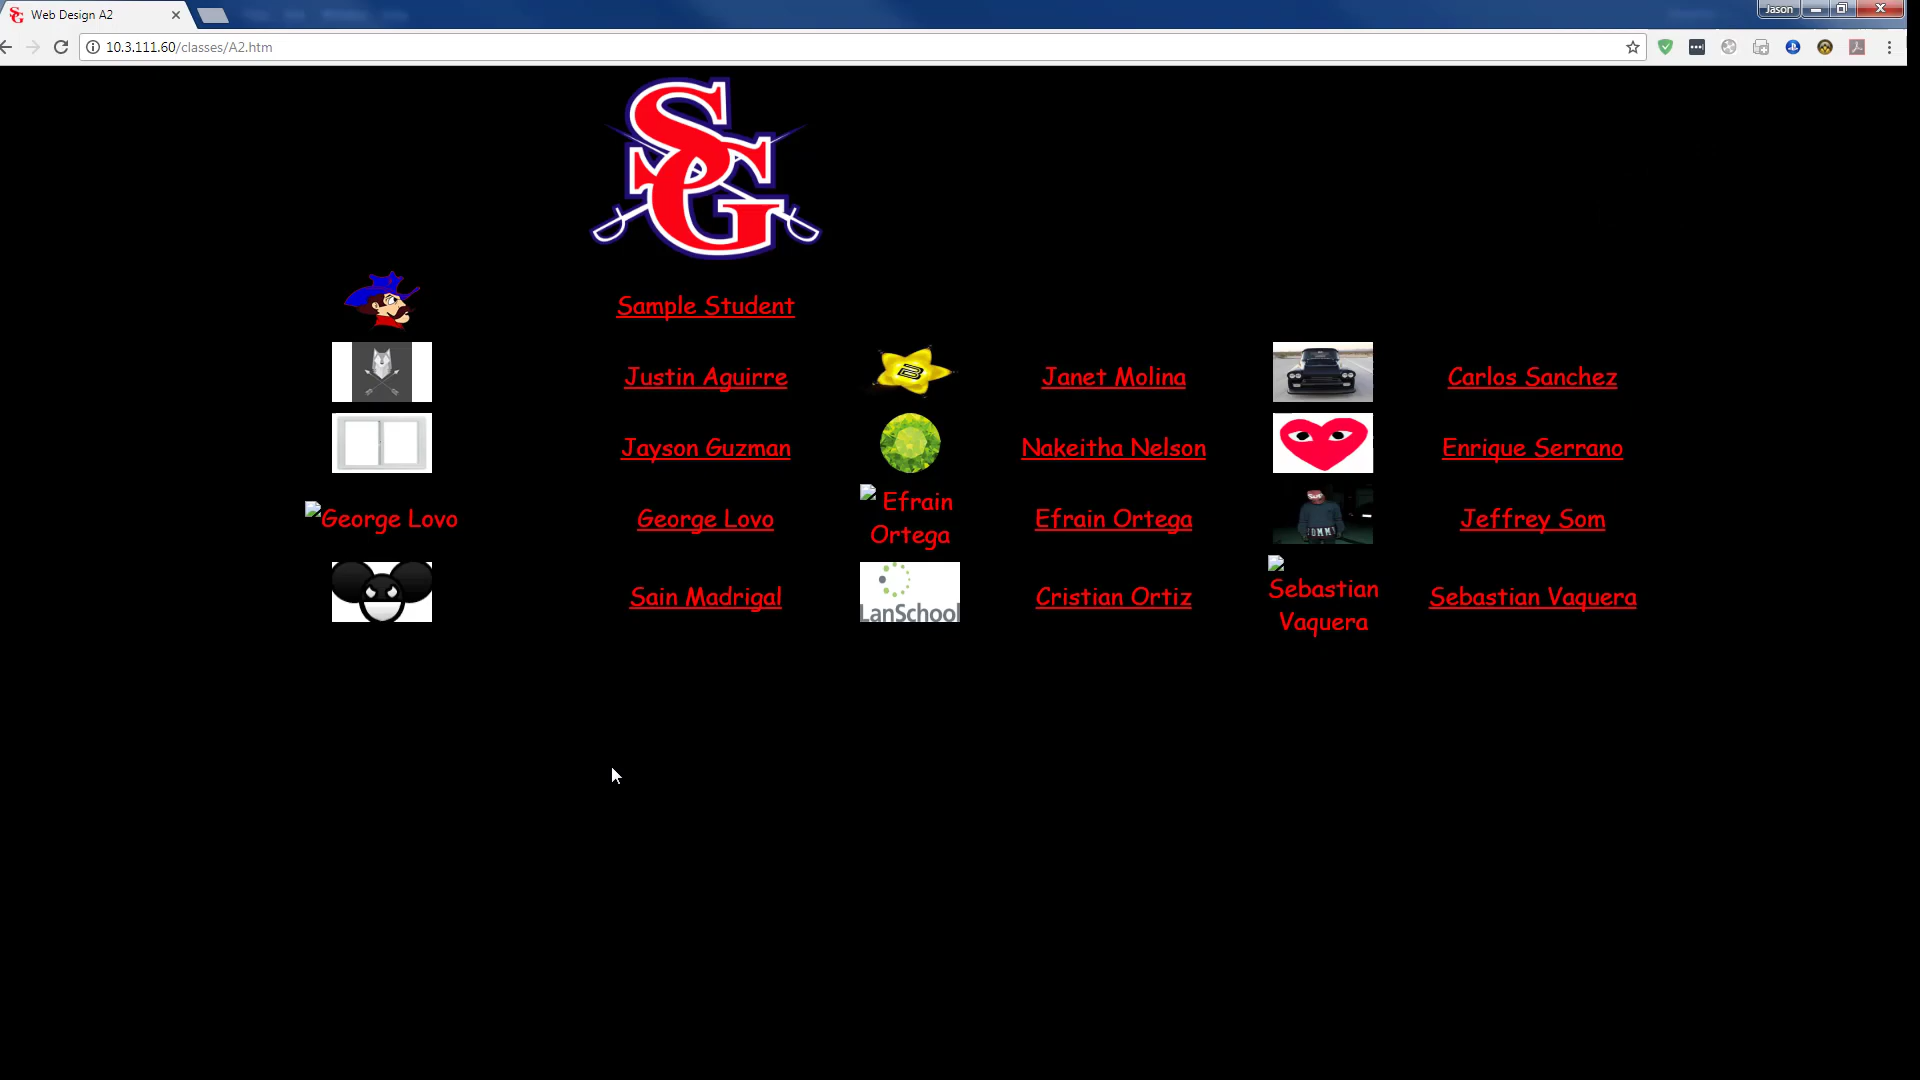 Web Design A2
Jason
10.3.111.60/classes/A2.htm
SG
Sample Student
Justin Aguirre
Janet Molina
Carlos Sanchez
B
Jayson Guzman
Nakeitha Nelson
Enrique Serrano
George Lovo
George Lovo
Efrain
Ortega
Efrain Ortega
Jeffrey Som
Sain Madrigal
LanSchool
Cristian Ortiz
Sebastian
Vaquera
Sebastian Vaquera